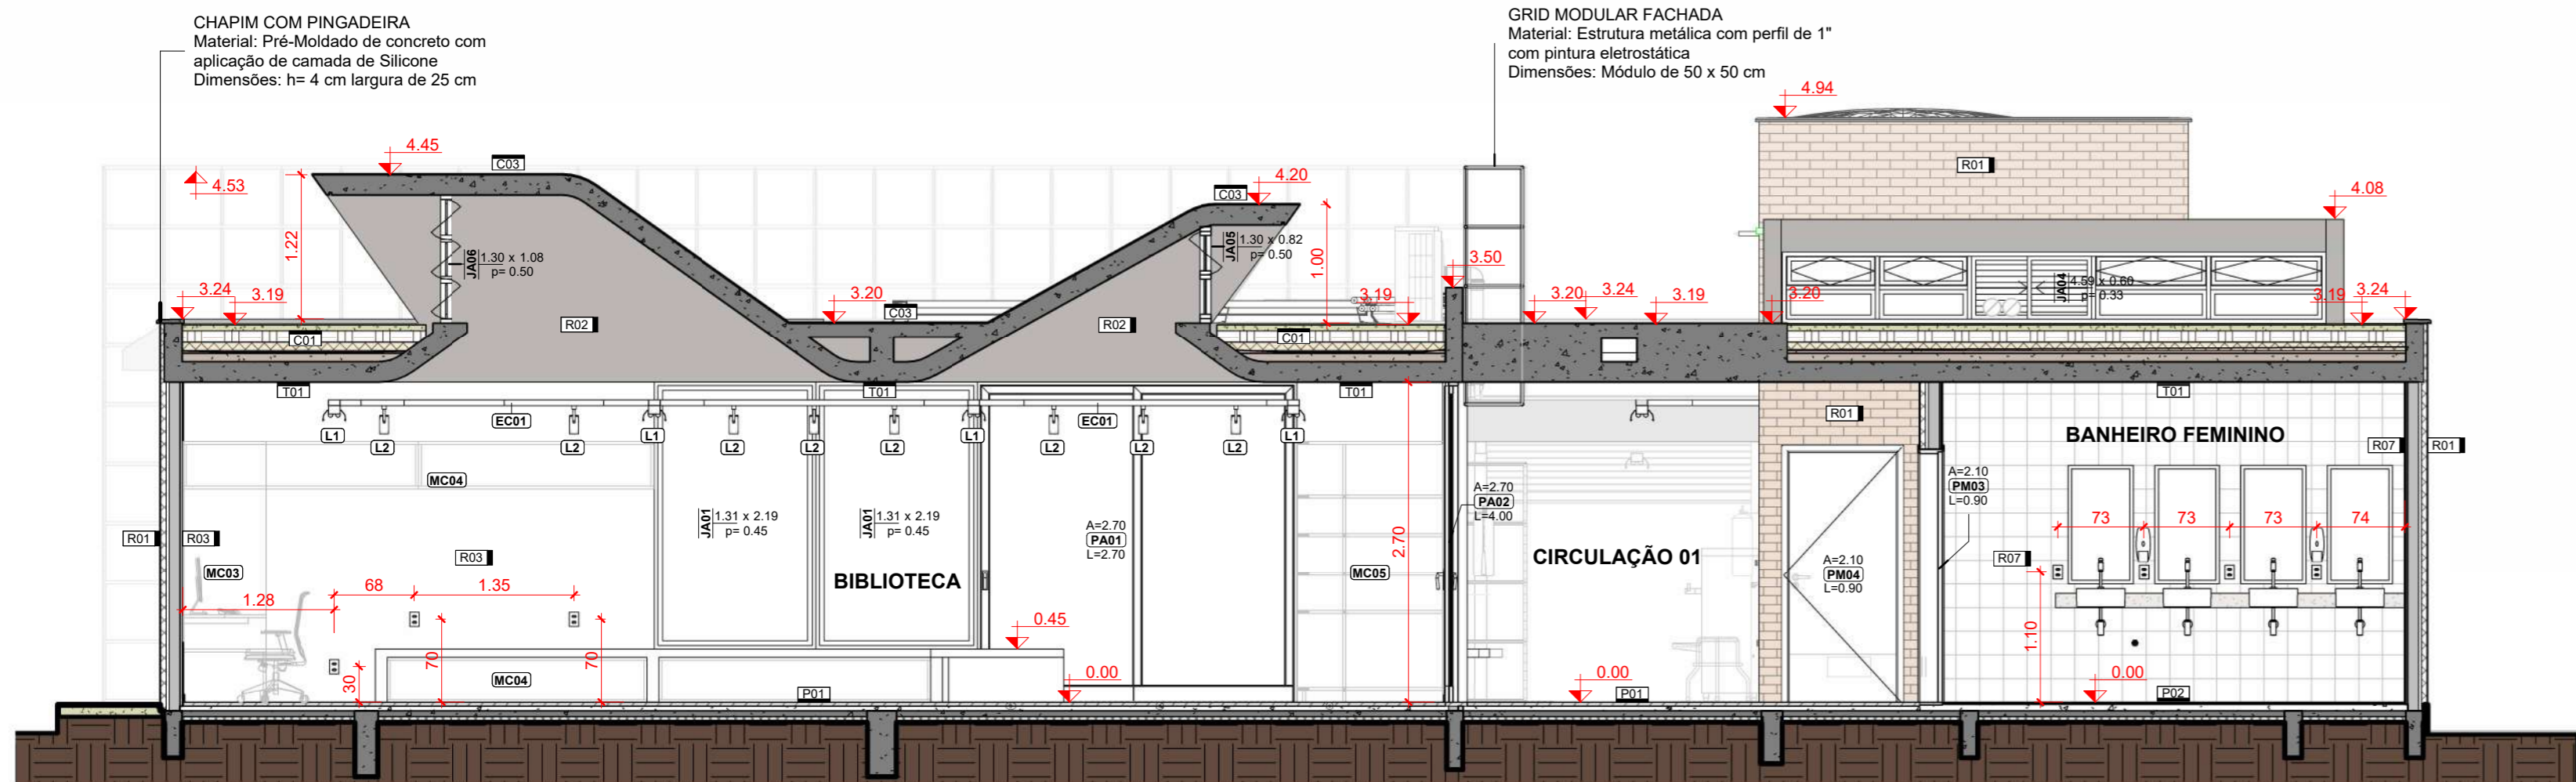 CHAPIM COM PINGADEIRA
Material: Pré-Moldado de concreto com
aplicação de camada de Silicone
Dimensões: h= 4 cm largura de 25 cm
GRID MODULAR FACHADA
Material: Estrutura metálica com perfil de 1"
com pintura eletrostática
Dimensões: Módulo de 50 x 50 cm
4.94
4.45
C03
R01
4.53
4.20
C03
4.08
1.22
JA06 1.30 x 1.08
p= 0.50
JA05 1.30 x 0.82
p= 0.50
1.00
3.50
JA04 4.59 x 0.60
p= 0.33
3.24
3.19
3.20
C03
3.19
3.20
3.24
3.19
3.20
3.19
3.24
R02
R02
C01
C01
T01
T01
T01
T01
EC01
EC01
L1
L2
L2
L1
L2
L2
L2
L1
L2
L2
L2
L1
R01
BANHEIRO FEMININO
R07
R01
MC04
A=2.70
PA02
L=4.00
A=2.10
PM03
L=0.90
JA01 1.31 x 2.19
p= 0.45
JA01 1.31 x 2.19
p= 0.45
A=2.70
PA01
L=2.70
2.70
73
73
73
74
R01
R03
R03
MC03
BIBLIOTECA
MC05
CIRCULAÇÃO 01
A=2.10
PM04
L=0.90
R07
1.28
68
1.35
0.45
1.10
30
70
70
MC04
P01
0.00
0.00
P01
0.00
P02